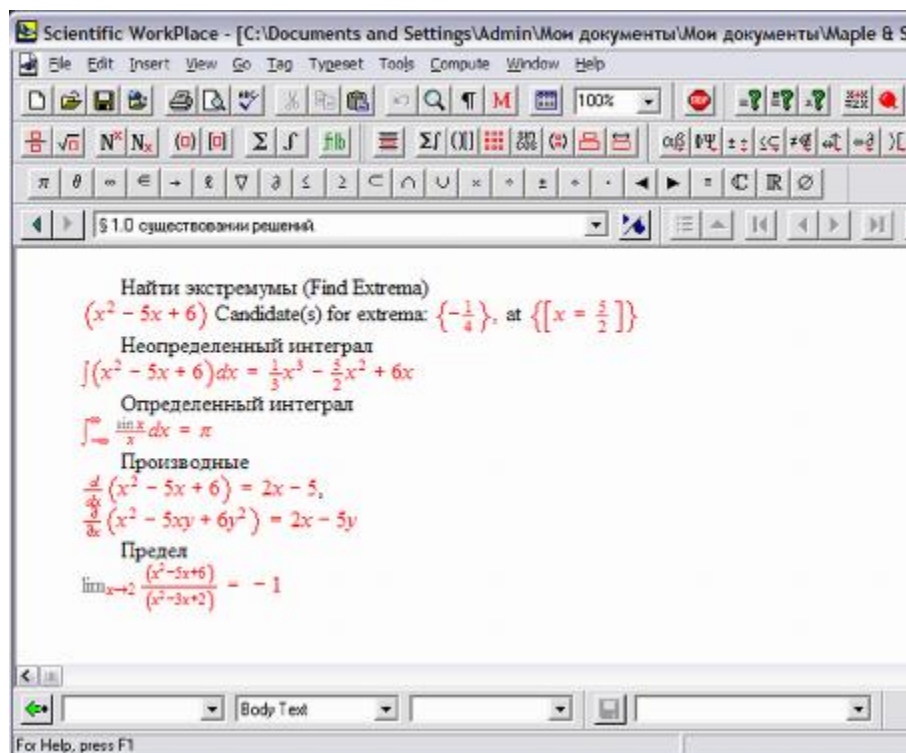 Scientific WorkPlace - [C:\Documents and Settings\Admin\Мои документы\Мои документы\Maple & S
File Edit Insert View Go Tag Typeset Tools Compute Window Help
100%
§ 1.0 существовании решений
Найти экстремумы (Find Extrema)
(x² − 5x + 6) Candidate(s) for extrema: {−1/4}, at {[x = 5/2]}
Неопределенный интеграл
∫(x² − 5x + 6)dx = 1/3x³ − 5/2x² + 6x
Определенный интеграл
∫_{−∞}^{∞} sin x/x dx = π
Производные
d/dx(x² − 5x + 6) = 2x − 5,
∂/∂x(x² − 5xy + 6y²) = 2x − 5y
Предел
lim_{x→2} (x²−5x+6)/(x²−3x+2) = − 1
Body Text
For Help, press F1